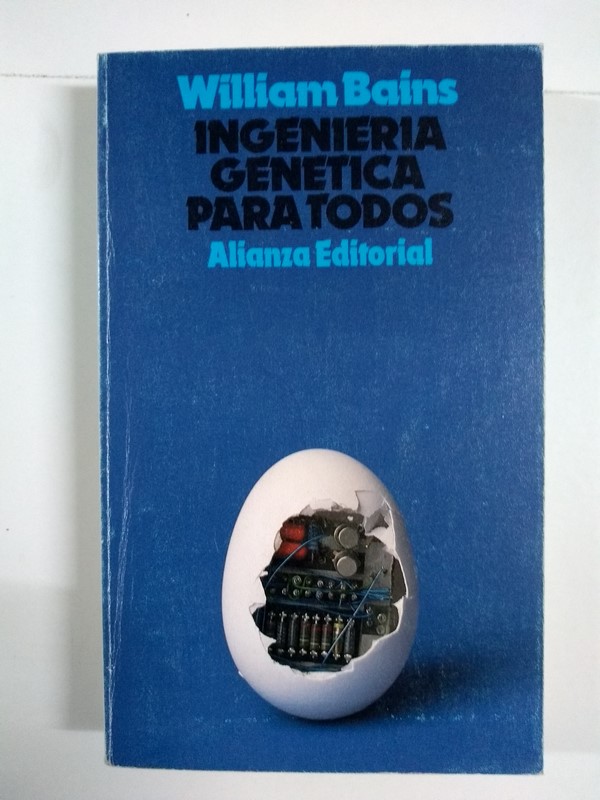 William Bains
INGENIERIA
GENETICA
PARA TODOS
Alianza Editorial